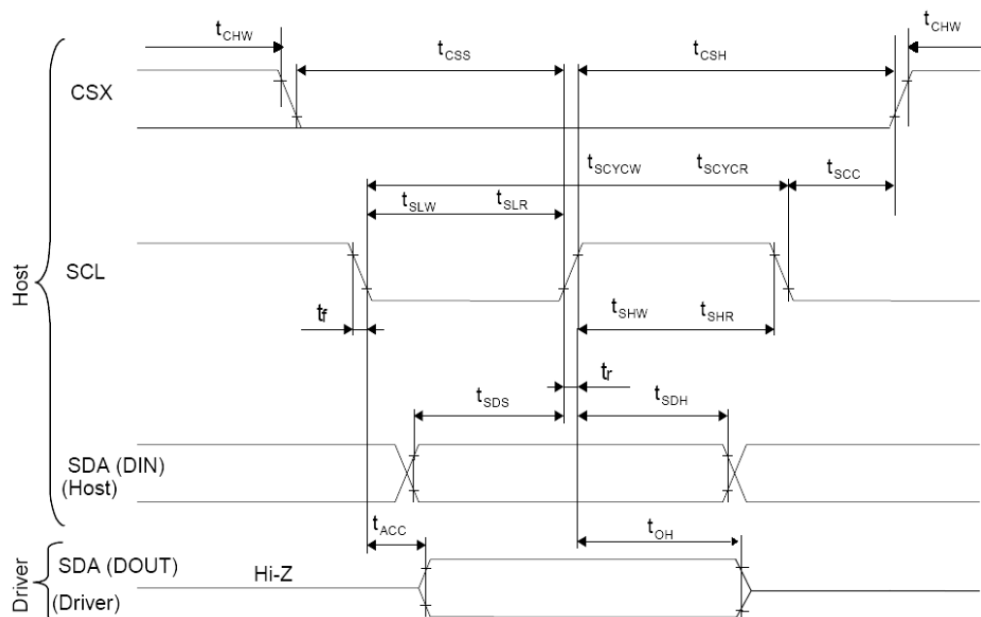 tCHW
tCHW
tCSS
tCSH
CSX
tSCYCW
tSCYCR
tSCC
tSLW
tSLR
Host
SCL
tf
tSHW
tSHR
tr
tSDS
tSDH
SDA (DIN)
(Host)
tACC
tOH
Driver
SDA (DOUT)
Hi-Z
(Driver)